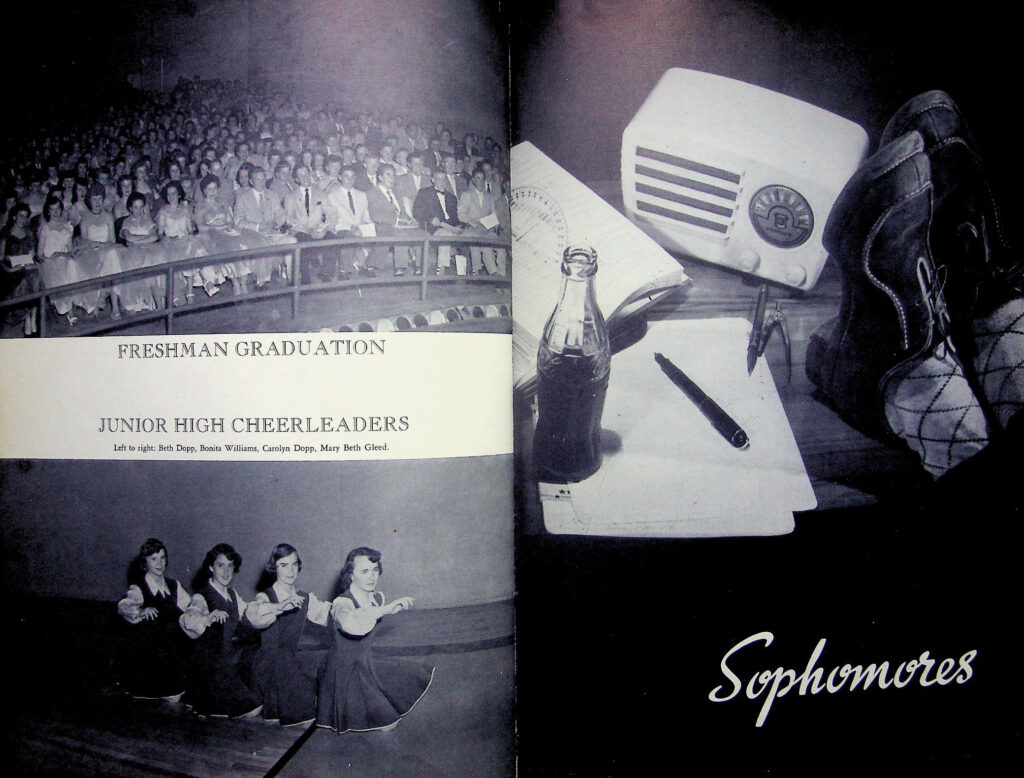 FRESHMAN GRADUATION
JUNIOR HIGH CHEERLEADERS
Left to right: Beth Dopp, Bonita Williams, Carolyn Dopp, Mary Beth Gleed.
Sophomores